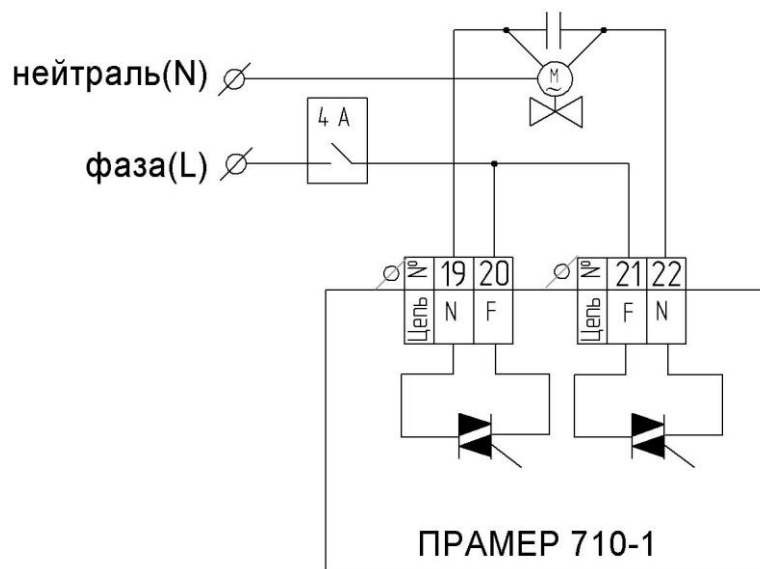 нейтраль(N)
M
~
4 A
фаза(L)
Цепь № 19 20
N F
Цепь № 21 22
F N
ПРАМЕР 710-1